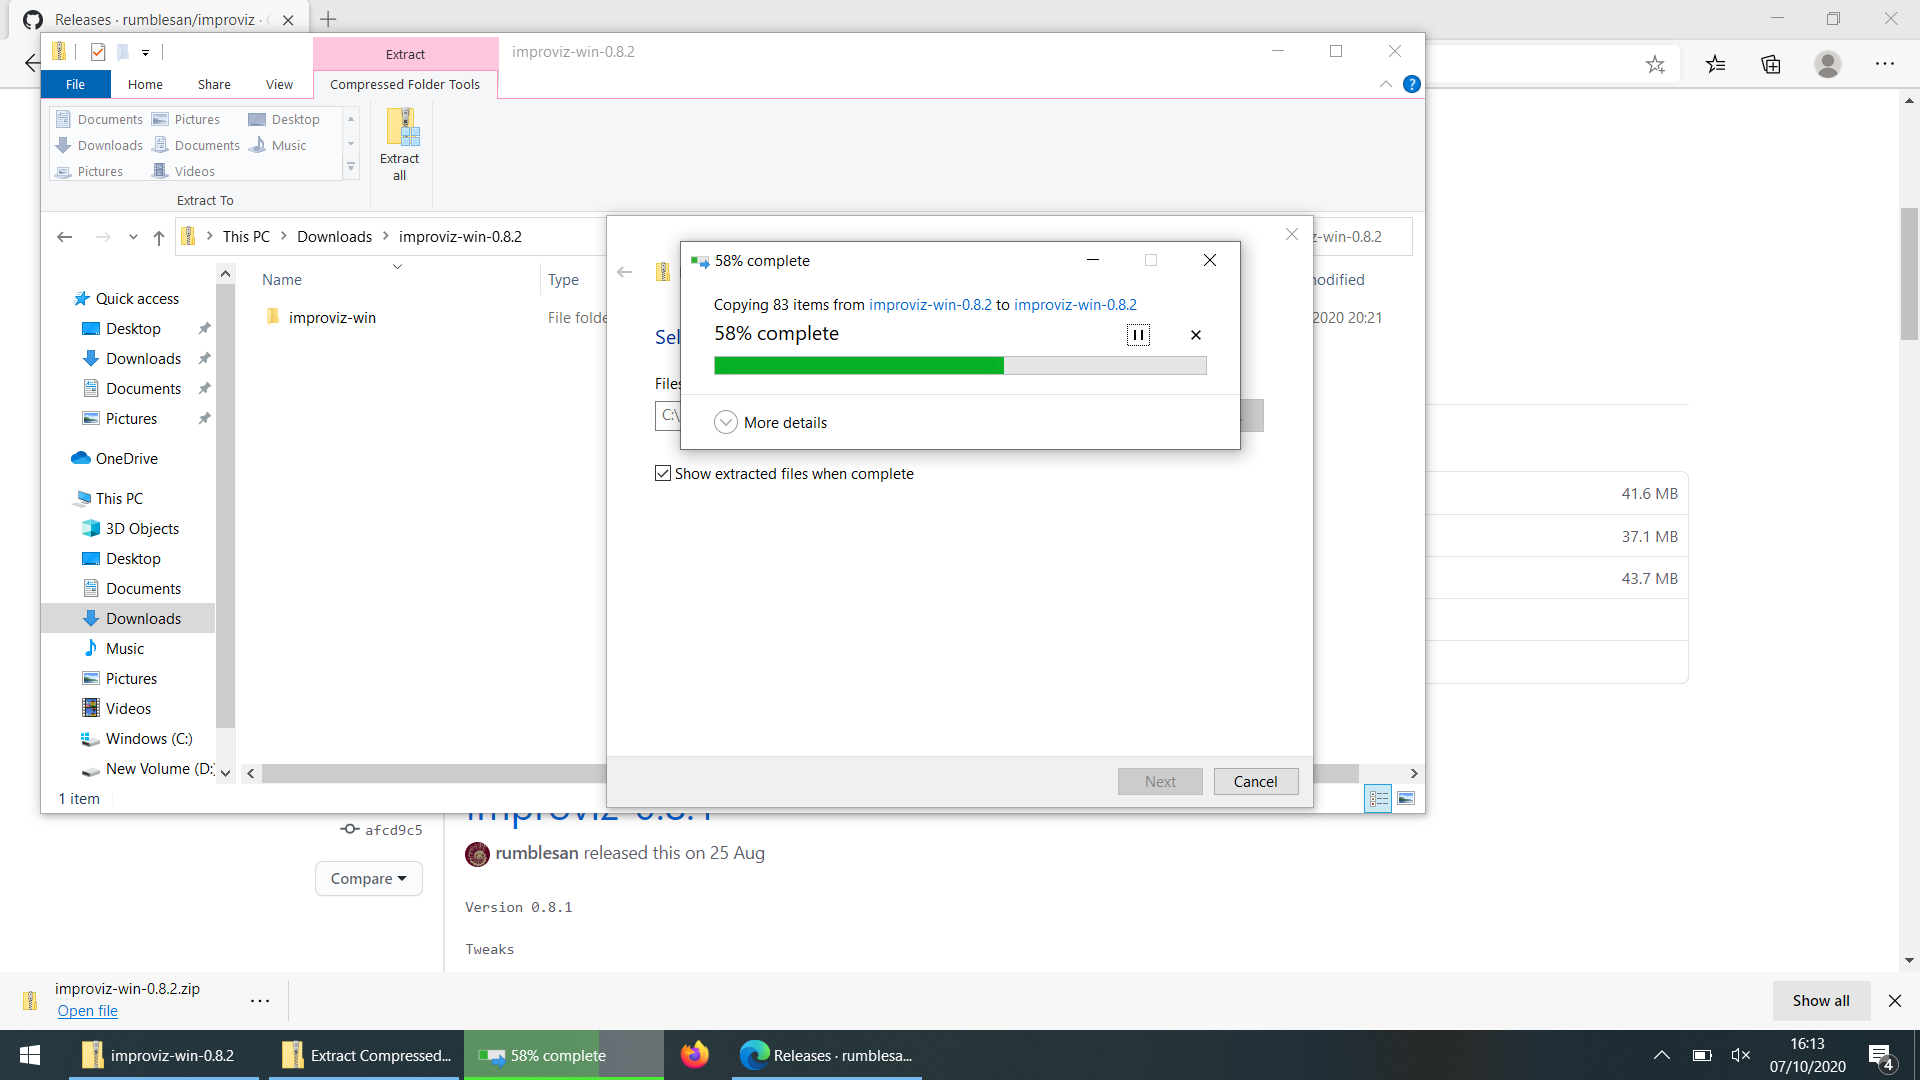 Releases · rumblesan/improviz ·
Extract
improviz-win-0.8.2
File
Home
Share
View
Compressed Folder Tools
Documents
Pictures
Desktop
Downloads
Documents
Music
Pictures
Videos
Extract all
Extract To
This PC
Downloads
improviz-win-0.8.2
z-win-0.8.2
Name
Type
modified
improviz-win
File folde
2020 20:21
Quick access
Desktop
Downloads
Documents
Pictures
OneDrive
This PC
3D Objects
Desktop
Documents
Downloads
Music
Pictures
Videos
Windows (C:)
New Volume (D:)
1 item
58% complete
Copying 83 items from improviz-win-0.8.2 to improviz-win-0.8.2
58% complete
More details
Sel
Files
C:\
Show extracted files when complete
Next
Cancel
41.6 MB
37.1 MB
43.7 MB
improviz-0.8.1
afcd9c5
rumblesan released this on 25 Aug
Compare
Version 0.8.1
Tweaks
improviz-win-0.8.2.zip
Open file
Show all
improviz-win-0.8.2
Extract Compressed...
58% complete
Releases · rumblesa...
16:13
07/10/2020
4